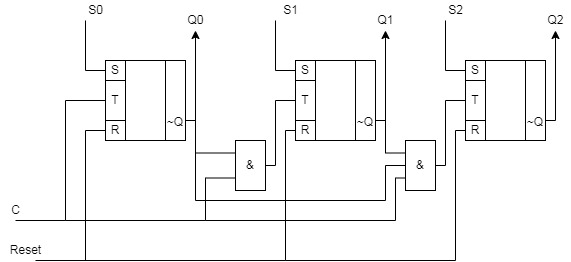 S0 Q0 S1 Q1 S2 Q2
S S S
T T T
~Q ~Q ~Q
R R R
& &
C
Reset